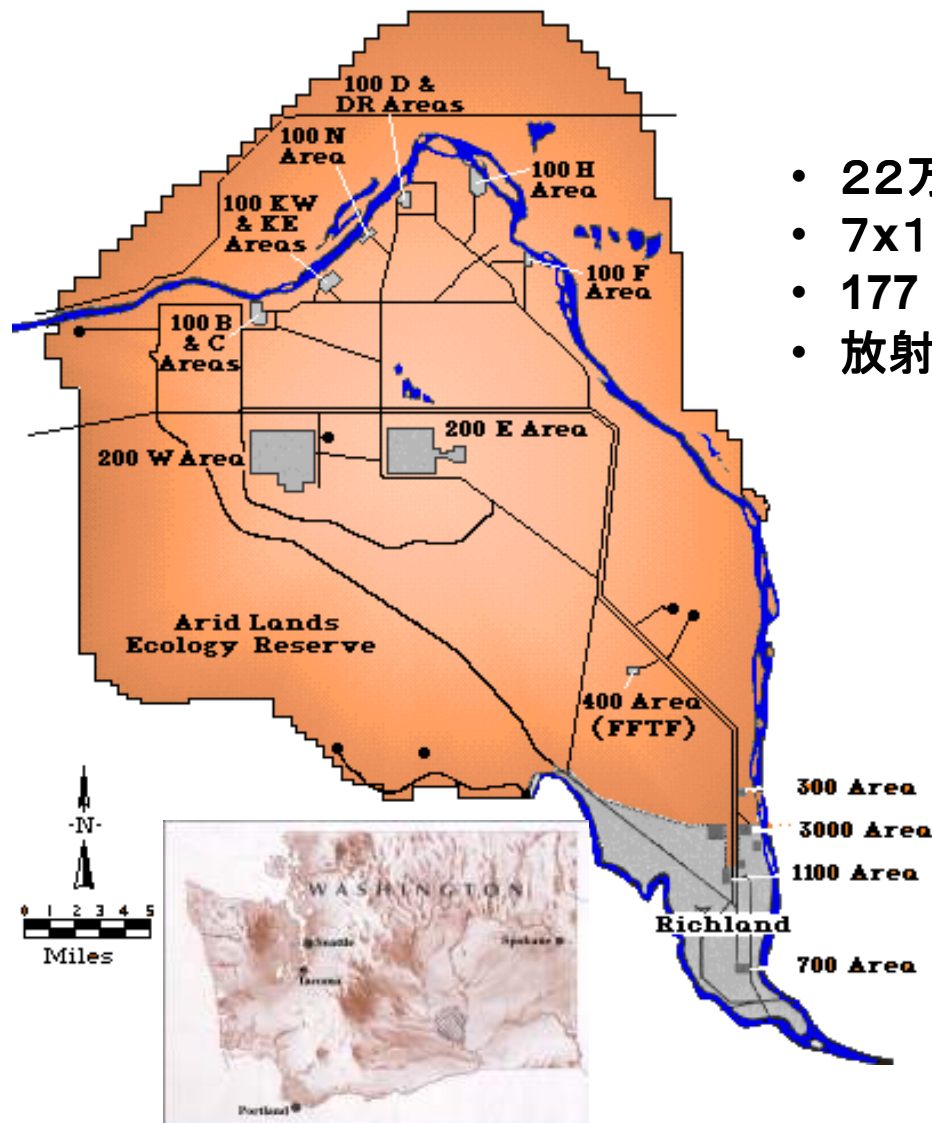 100 D &
DR Areas
100 N
Area
100 H
Area
100 KW
& KE
Areas
100 F
Area
100 B
& C
Areas
200 E Area
200 W Area
Arid Lands
Ecology Reserve
400 Area
(FFTF)
300 Area
3000 Area
1100 Area
Richland
700 Area
-N-
0 1 2 3 4 5
Miles
WASHINGTON
Seattle
Spokane
Tacoma
Portland
• 22万
• 7x1
• 177
• 放射